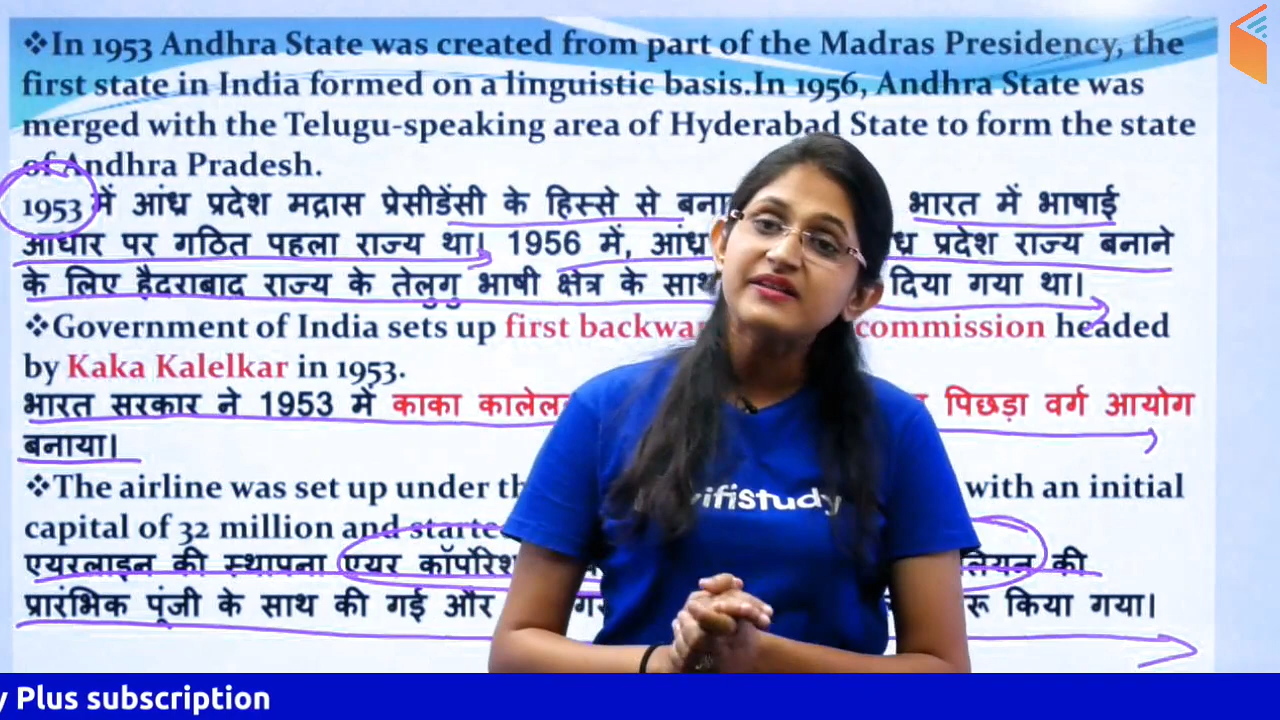 ❖In 1953 Andhra State was created from part of the Madras Presidency, the
first state in India formed on a linguistic basis.In 1956, Andhra State was
merged with the Telugu-speaking area of Hyderabad State to form the state
of Andhra Pradesh.
1953 में आंध्र प्रदेश मद्रास प्रेसीडेंसी के हिस्से से भारत में भाषाई
आधार पर गठित पहला राज्य था। 1956 में, प्रदेश राज्य बनाने
के लिए हैदराबाद राज्य के तेलुगु भाषी क्षेत्र के दिया गया था।
❖Government of India sets up first commission headed
by Kaka Kalelkar in 1953.
भारत सरकार ने 1953 में काका पिछड़ा वर्ग आयोग
बनाया।
❖The airline was set up under with an initial
capital of 32 million and
एयरलाइन की स्थापना एयर की
प्रारंभिक पूंजी के साथ की गई और किया गया।
wifistudy
Plus subscription